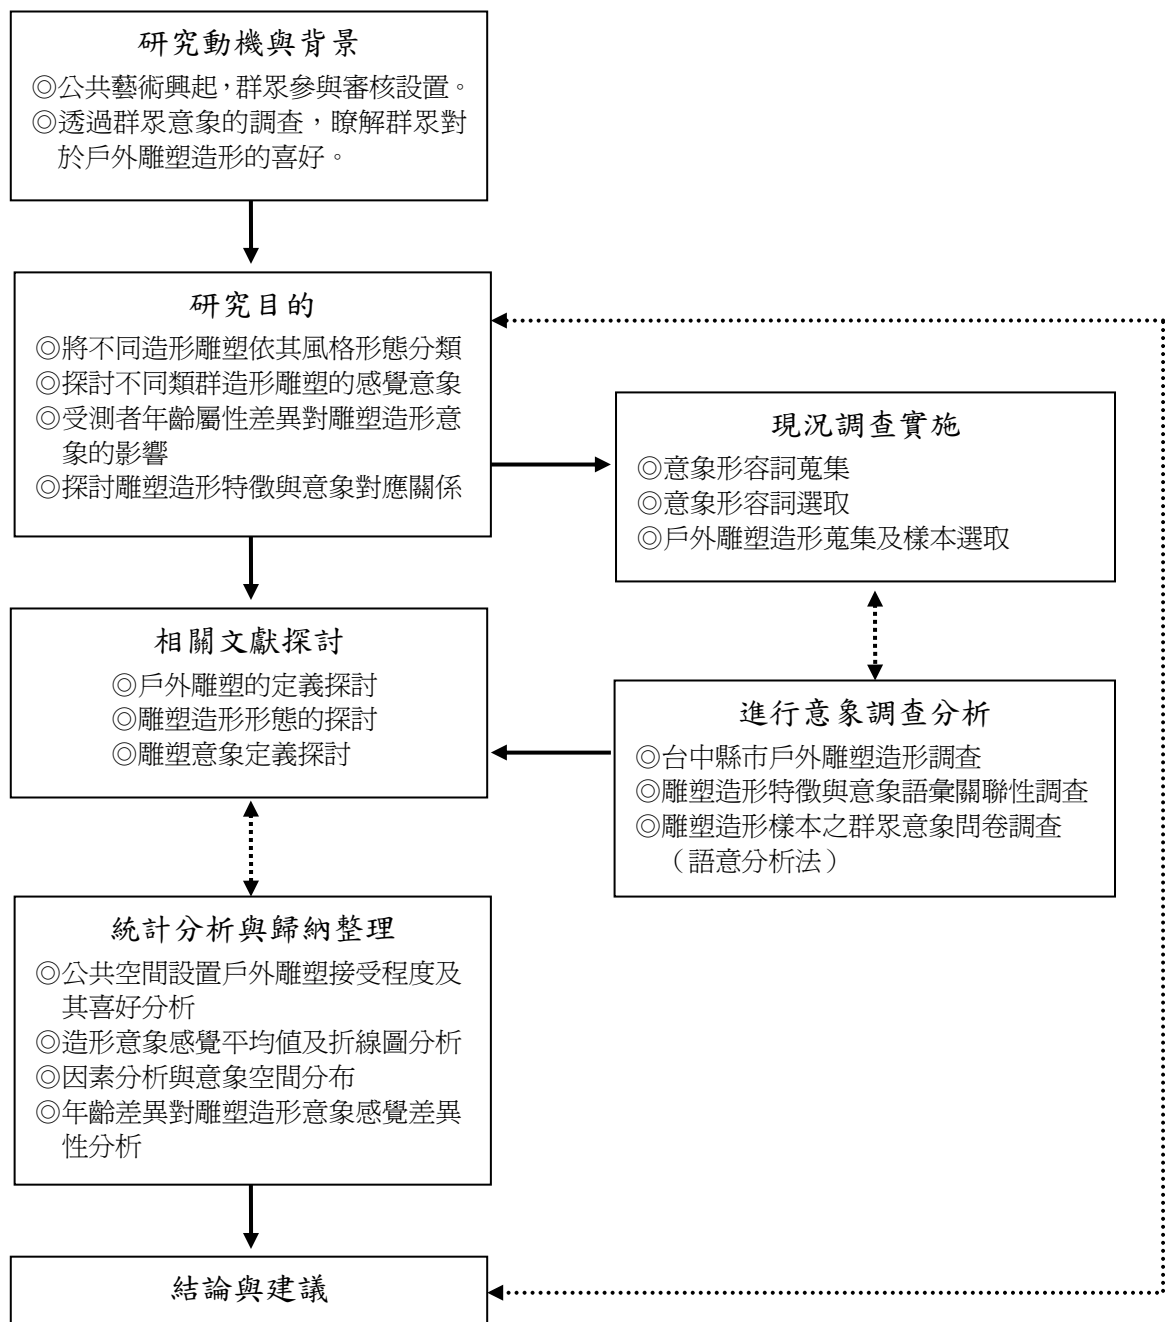 研究動機與背景
◎公共藝術興起，群眾參與審核設置。
◎透過群眾意象的調查，瞭解群眾對
於戶外雕塑造形的喜好。
研究目的
◎將不同造形雕塑依其風格形態分類
◎探討不同類群造形雕塑的感覺意象
◎受測者年齡屬性差異對雕塑造形意
象的影響
◎探討雕塑造形特徵與意象對應關係
現況調查實施
◎意象形容詞蒐集
◎意象形容詞選取
◎戶外雕塑造形蒐集及樣本選取
相關文獻探討
◎戶外雕塑的定義探討
◎雕塑造形形態的探討
◎雕塑意象定義探討
進行意象調查分析
◎台中縣市戶外雕塑造形調查
◎雕塑造形特徵與意象語彙關聯性調查
◎雕塑造形樣本之群眾意象問卷調查
（語意分析法）
統計分析與歸納整理
◎公共空間設置戶外雕塑接受程度及
其喜好分析
◎造形意象感覺平均值及折線圖分析
◎因素分析與意象空間分布
◎年齡差異對雕塑造形意象感覺差異
性分析
結論與建議